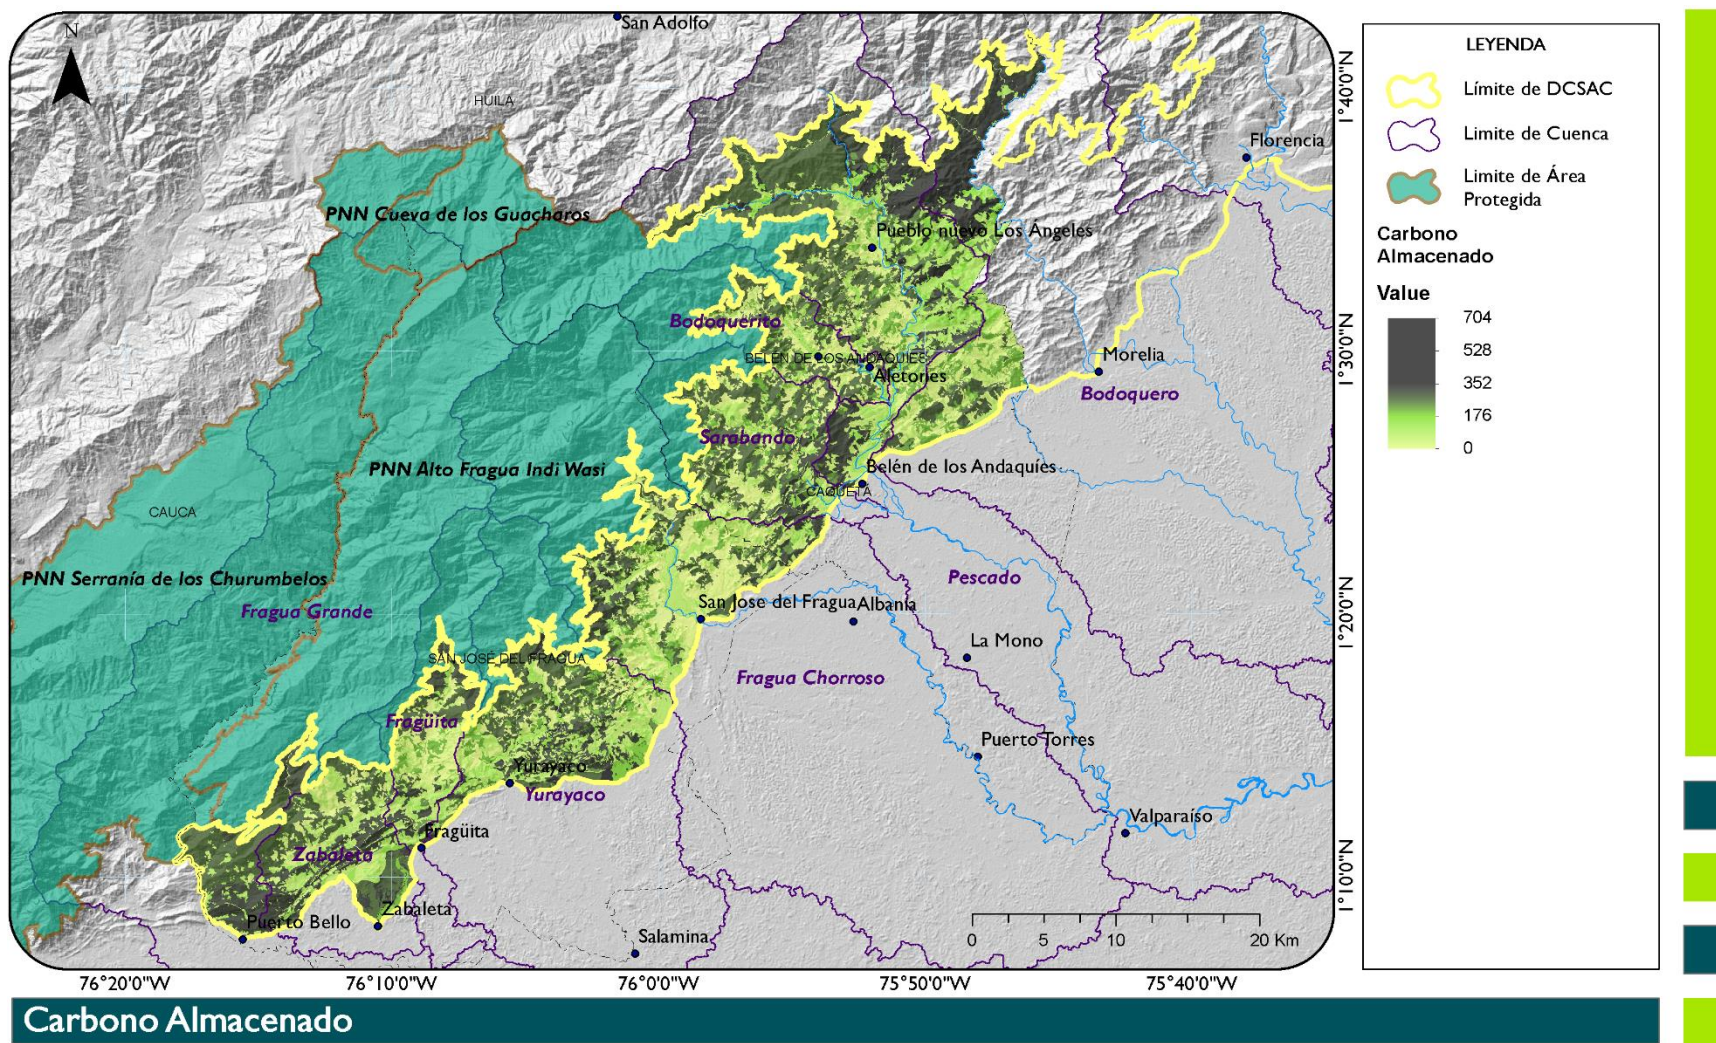 San Adolfo
N
HUILA
Florencia
PNN Cueva de los Guacharos
Pueblo nuevo Los Ángeles
Bodoquerito
BELÉN DE LOS ANDAQUIES
Aletones
Morelia
Bodoquero
Sarabando
PNN Alto Fragua Indi Wasi
Belén de los Andaquíes
CAQUETÁ
CAUCA
PNN Serranía de los Churumbelos
Fragua Grande
Pescado
San Jose del Fragua
Albania
La Mono
SAN JOSÉ DEL FRAGUA
Fragua Chorroso
Fragüita
Puerto Torres
Yurayaco
Yurayaco
Valparaíso
Fragüita
Zabaleta
Zabaleta
Puerto Bello
Salamina
0 5 10 20 Km
1°40'0"N
1°30'0"N
1°20'0"N
1°10'0"N
76°20'0"W
76°10'0"W
76°0'0"W
75°50'0"W
75°40'0"W
LEYENDA
Límite de DCSAC
Limite de Cuenca
Limite de Área
Protegida
Carbono
Almacenado
Value
704
528
352
176
0
Carbono Almacenado